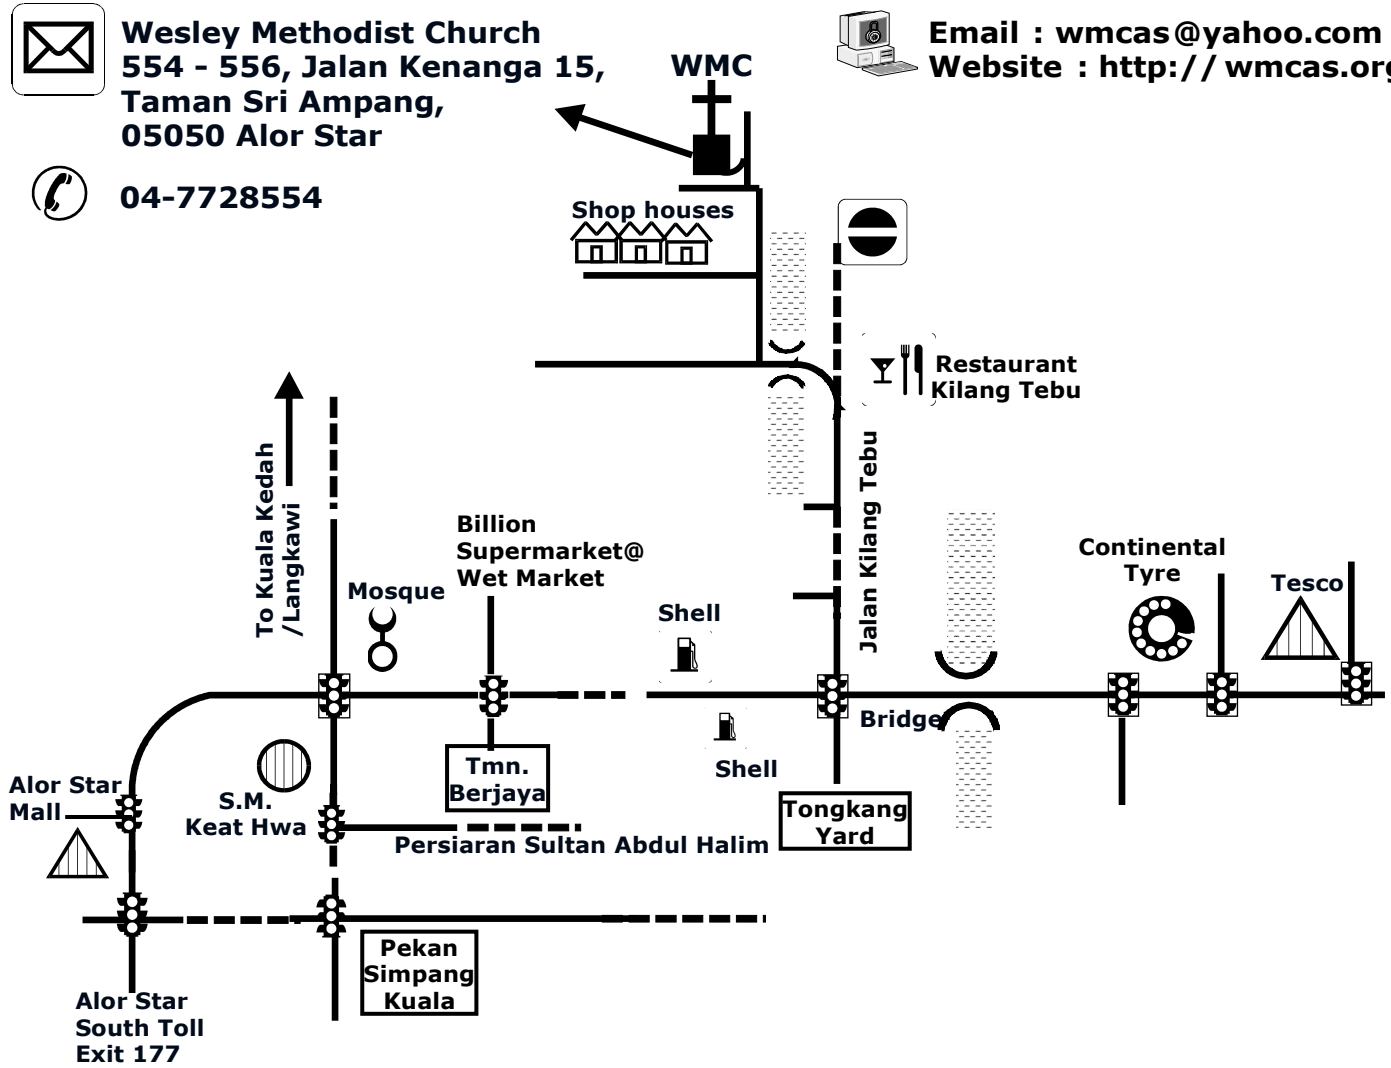 Wesley Methodist Church
554 - 556, Jalan Kenanga 15,
Taman Sri Ampang,
05050 Alor Star
04-7728554
Email : wmcas@yahoo.com
Website : http://wmcas.org
WMC
Shop houses
Restaurant
Kilang Tebu
Jalan Kilang Tebu
To Kuala Kedah
/Langkawi
Billion
Supermarket@
Wet Market
Mosque
Shell
Continental
Tyre
Tesco
Bridge
Shell
Tmn.
Berjaya
Tongkang
Yard
Alor Star
Mall
S.M.
Keat Hwa
Persiaran Sultan Abdul Halim
Pekan
Simpang
Kuala
Alor Star
South Toll
Exit 177